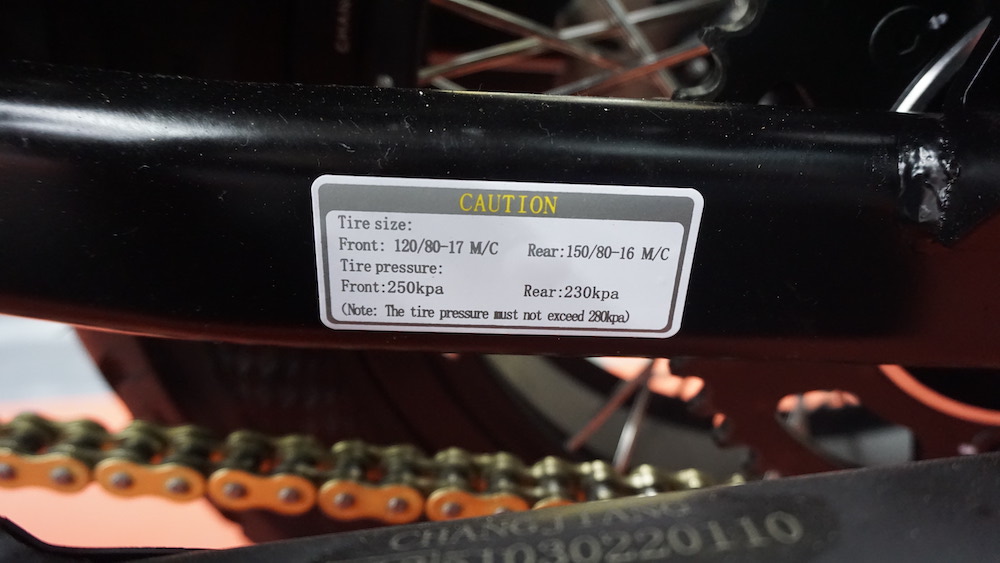 CAUTION
Tire size:
Front: 120/80-17 M/C Rear:150/80-16 M/C
Tire pressure:
Front:250kpa Rear:230kpa
(Note: The tire pressure must not exceed 280kpa)
CHANGJIANG
1030220110